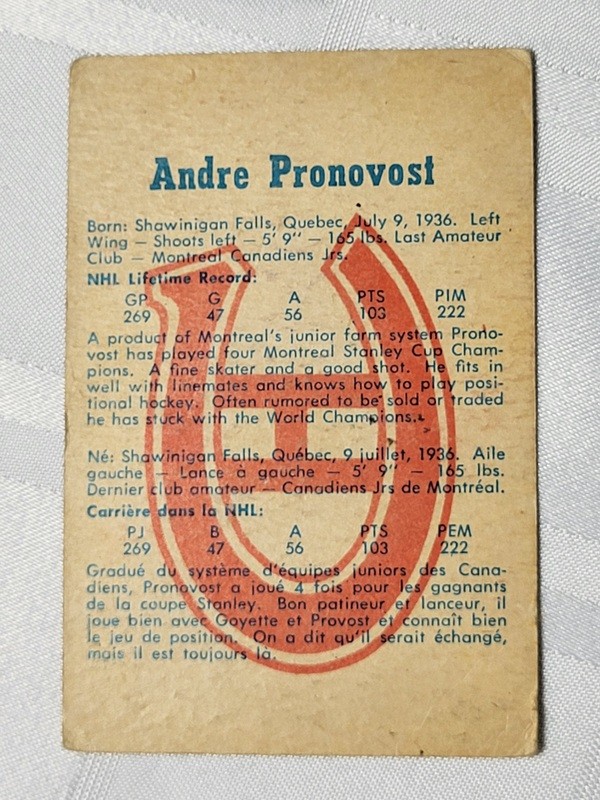 Andre Pronovost
Born: Shawinigan Falls, Quebec, July 9, 1936. Left
Wing – Shoots left – 5' 9" – 165 lbs. Last Amateur
Club – Montreal Canadiens Jrs.
NHL Lifetime Record:
GP G A PTS PIM
269 47 56 103 222
A product of Montreal's junior farm system Prono-
vost has played four Montreal Stanley Cup Cham-
pions. A fine skater and a good shot. He fits in
well with linemates and knows how to play posi-
tional hockey. Often rumored to be sold or traded
he has stuck with the World Champions.
Né: Shawinigan Falls, Québec, 9 juillet, 1936. Aile
gauche – Lance à gauche – 5' 9" – 165 lbs.
Dernier club amateur – Canadiens Jrs de Montréal.
Carrière dans la NHL:
PJ B A PTS PEM
269 47 56 103 222
Gradué du système d'équipes juniors des Cana-
diens, Pronovost a joué 4 fois pour les gagnants
de la coupe Stanley. Bon patineur et lanceur, il
joue bien avec Goyette et Provost et connaît bien
le jeu de position. On a dit qu'il serait échangé,
mais il est toujours là.